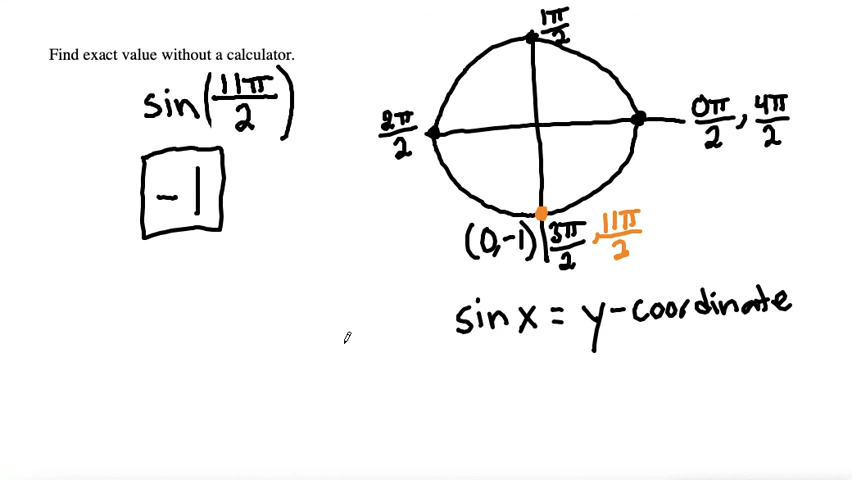 Find exact value without a calculator.
sin(11π/2)
-1
1π/2
2π/2
0π/2, 4π/2
(0,-1) 3π/2, 11π/2
sin x = y-coordinate